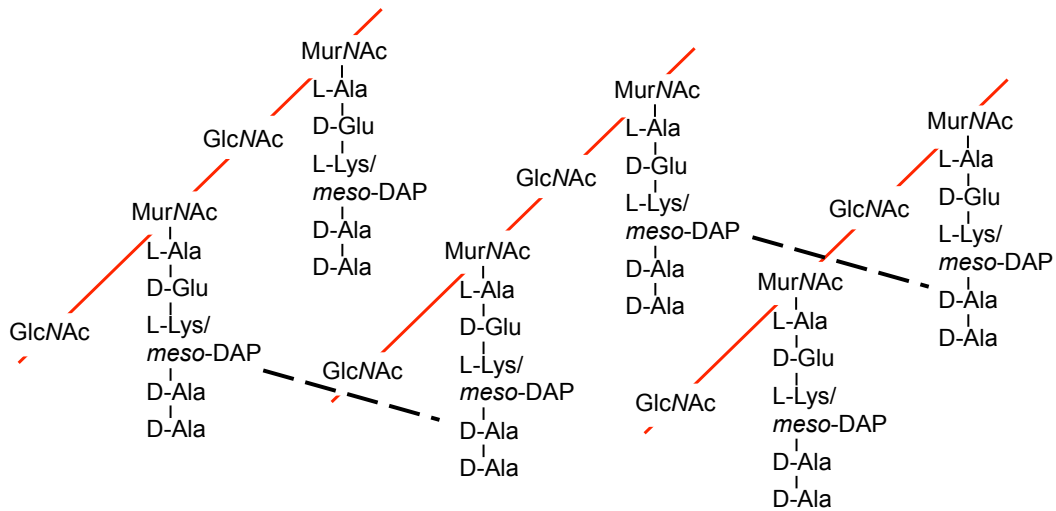 MurNAc
L-Ala
D-Glu
L-Lys/
meso-DAP
D-Ala
D-Ala
GlcNAc
MurNAc
L-Ala
D-Glu
L-Lys/
meso-DAP
D-Ala
D-Ala
GlcNAc
MurNAc
L-Ala
D-Glu
L-Lys/
meso-DAP
D-Ala
D-Ala
GlcNAc
MurNAc
L-Ala
D-Glu
L-Lys/
meso-DAP
D-Ala
D-Ala
GlcNAc
MurNAc
L-Ala
D-Glu
L-Lys/
meso-DAP
D-Ala
D-Ala
GlcNAc
MurNAc
L-Ala
D-Glu
L-Lys/
meso-DAP
D-Ala
D-Ala
GlcNAc